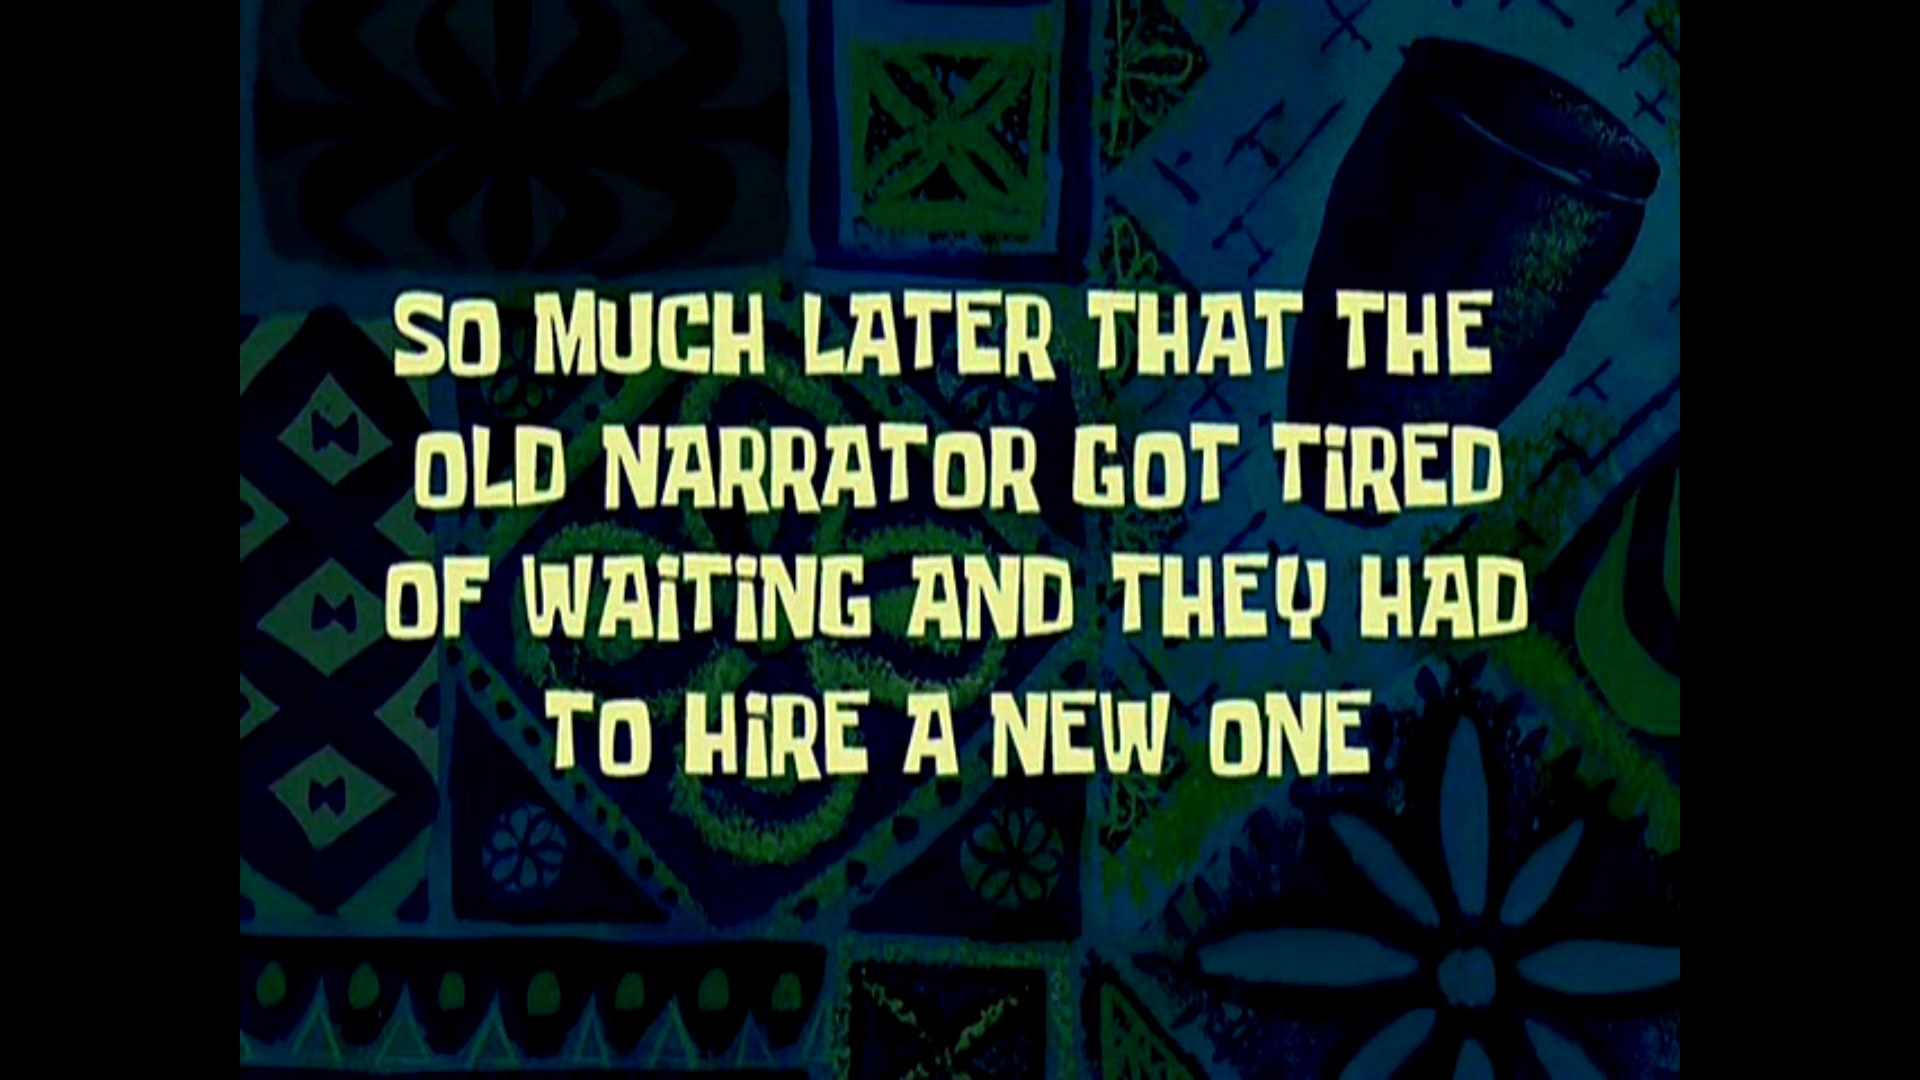 SO MUCH LATER THAT THE
OLD NARRATOR GOT TiRED
OF WAiTiNG AND THEY HAD
TO HiRE A NEW ONE